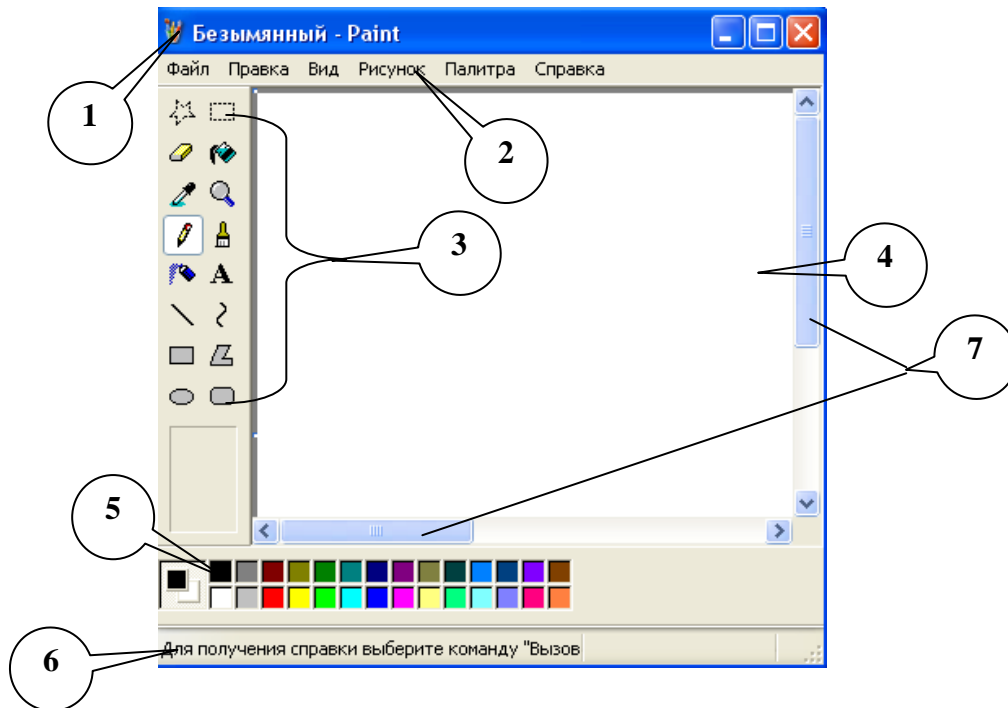 Безымянный - Paint
Файл Правка Вид Рисунок Палитра Справка
1
2
3
A
4
7
5
6
Для получения справки выберите команду "Вызов